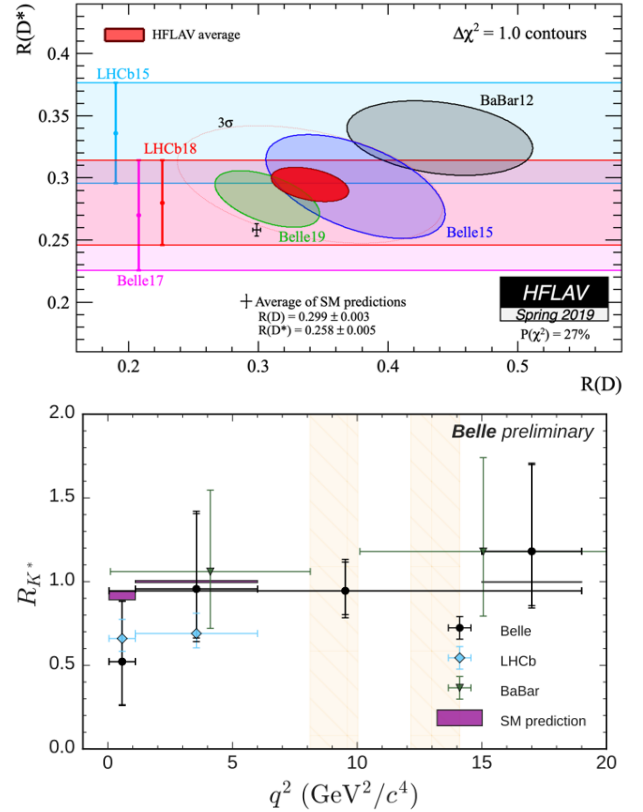 R(D*)
0.4
0.35
0.3
0.25
0.2
HFLAV average
Δχ² = 1.0 contours
LHCb15
BaBar12
3σ
LHCb18
Belle19
Belle15
Belle17
Average of SM predictions
R(D) = 0.299 ± 0.003
R(D*) = 0.258 ± 0.005
HFLAV
Spring 2019
P(χ²) = 27%
0.2 0.3 0.4 0.5
R(D)
2.0
1.5
1.0
0.5
0.0
R_{K*}
Belle preliminary
Belle
LHCb
BaBar
SM prediction
0 5 10 15 20
q² (GeV²/c⁴)